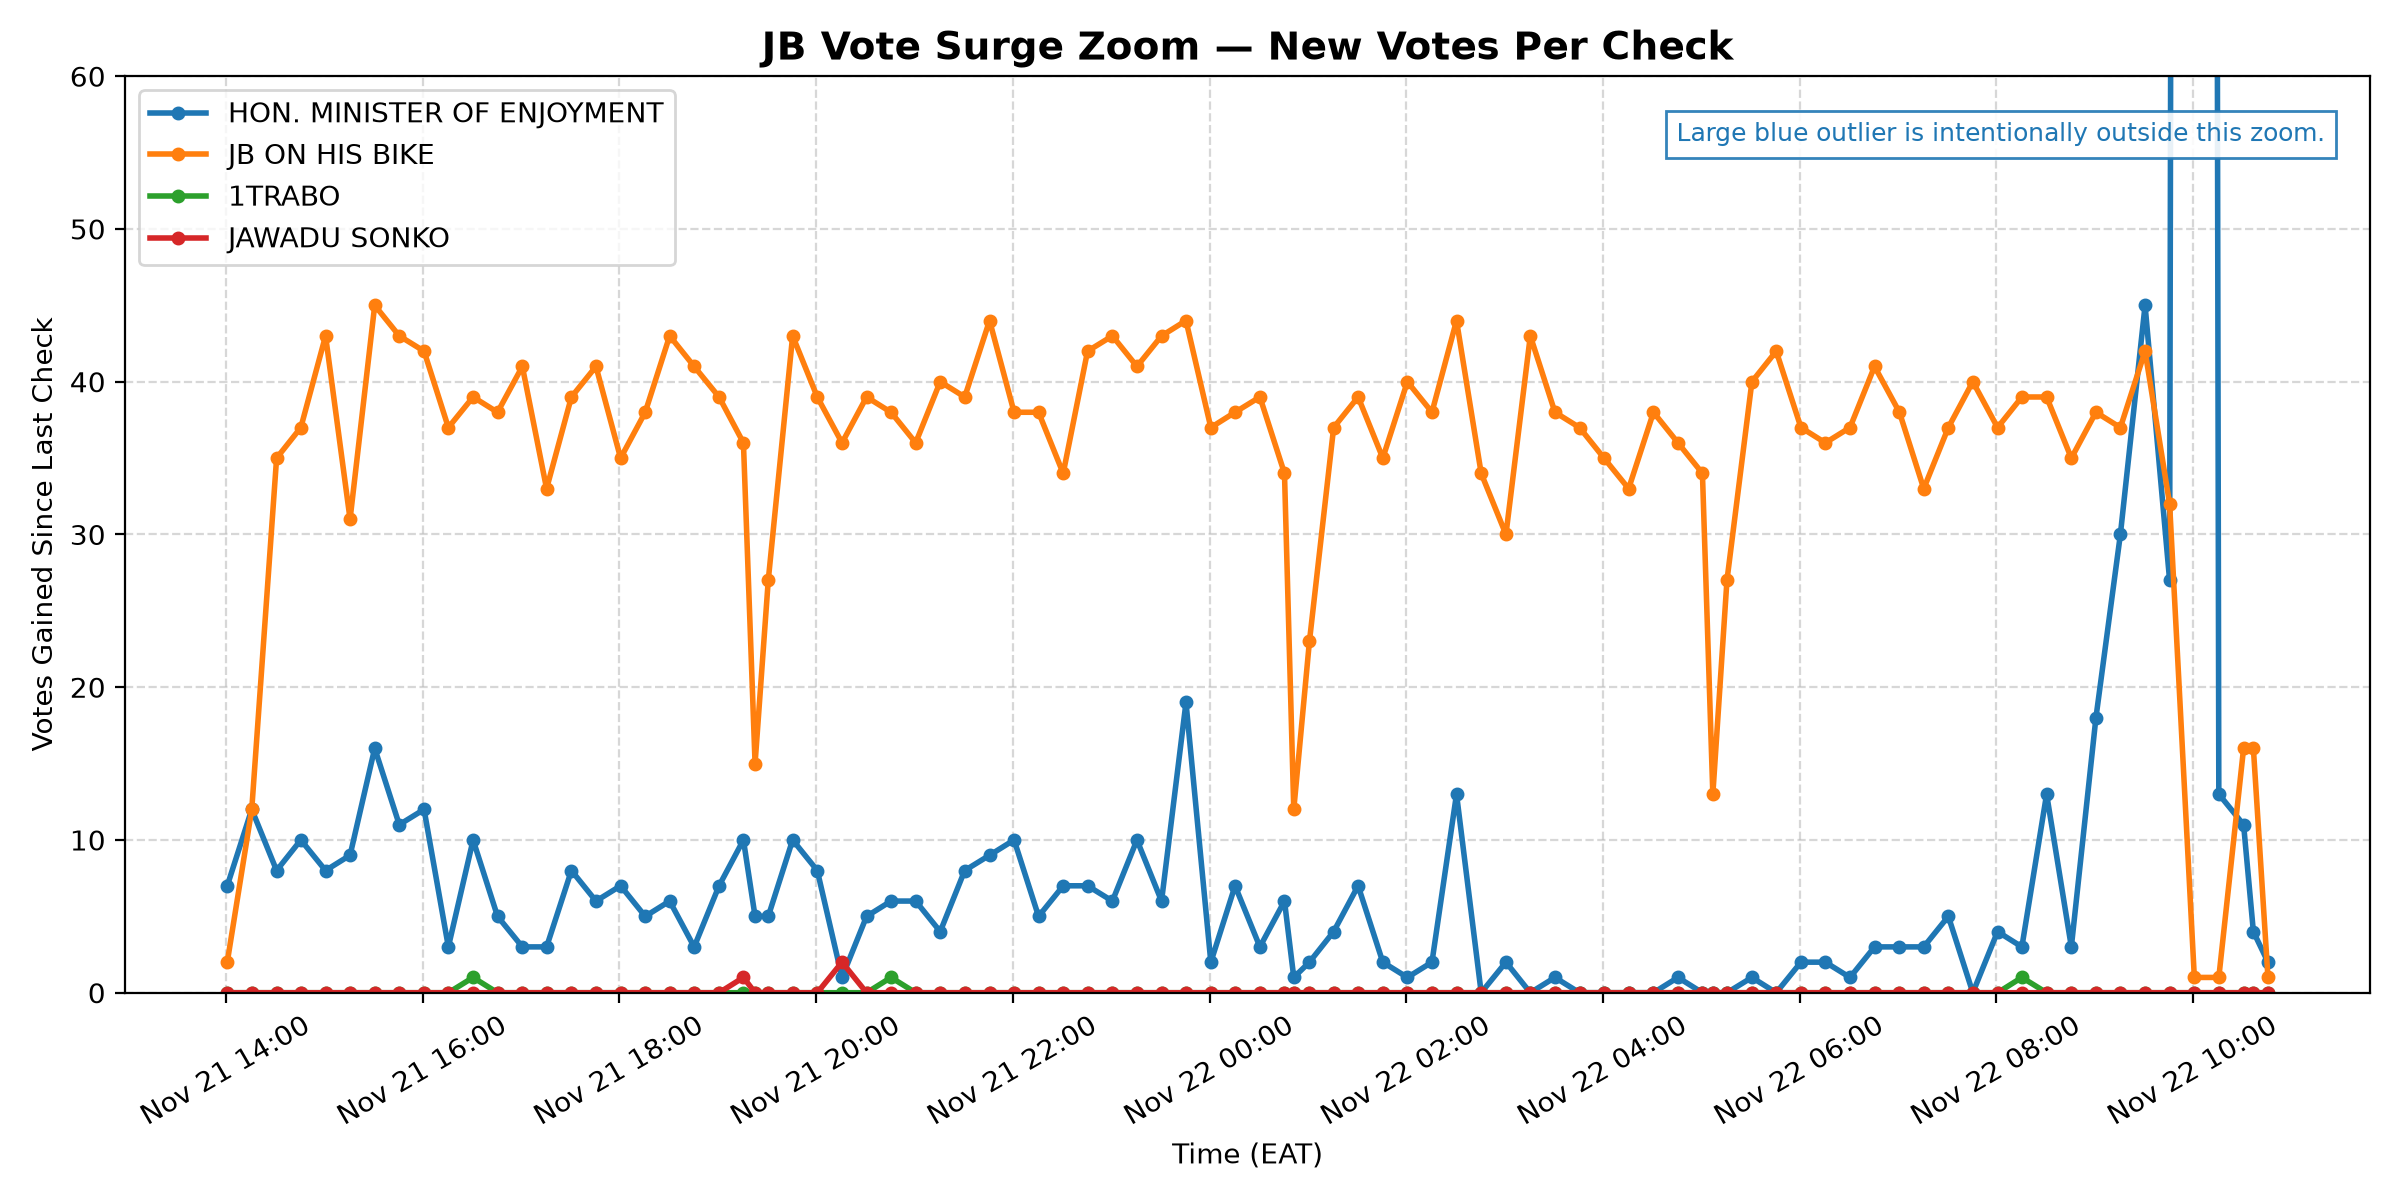 JB Vote Surge Zoom — New Votes Per Check
HON. MINISTER OF ENJOYMENT
JB ON HIS BIKE
1TRABO
JAWADU SONKO
Large blue outlier is intentionally outside this zoom.
Votes Gained Since Last Check
60
50
40
30
20
10
0
Nov 21 14:00
Nov 21 16:00
Nov 21 18:00
Nov 21 20:00
Nov 21 22:00
Nov 22 00:00
Nov 22 02:00
Nov 22 04:00
Nov 22 06:00
Nov 22 08:00
Nov 22 10:00
Time (EAT)